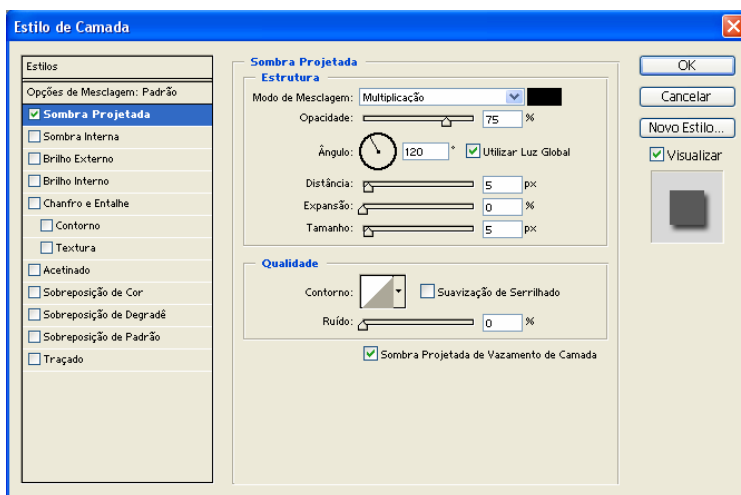 Estilo de Camada
Estilos
Opções de Mesclagem: Padrão
Sombra Projetada
Sombra Interna
Brilho Externo
Brilho Interno
Chanfro e Entalhe
Contorno
Textura
Acetinado
Sobreposição de Cor
Sobreposição de Degradê
Sobreposição de Padrão
Traçado
Sombra Projetada
Estrutura
Modo de Mesclagem: Multiplicação
Opacidade: 75 %
Ângulo: 120 ° Utilizar Luz Global
Distância: 5 px
Expansão: 0 %
Tamanho: 5 px
Qualidade
Contorno: Suavização de Serrilhado
Ruído: 0 %
Sombra Projetada de Vazamento de Camada
OK
Cancelar
Novo Estilo...
Visualizar